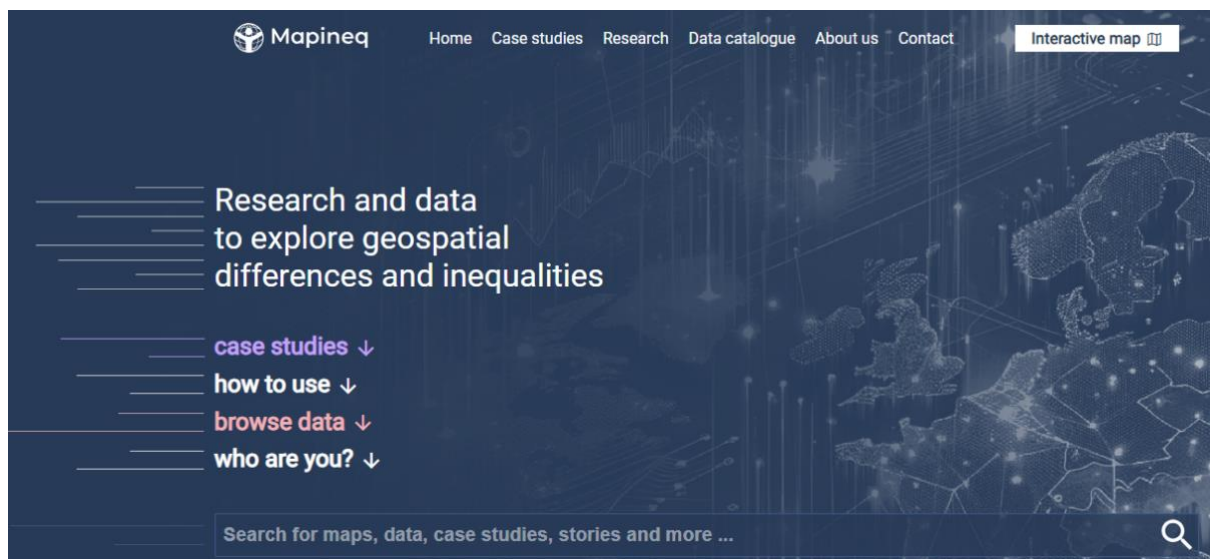 Mapineq
Home Case studies Research Data catalogue About us Contact
Interactive map
Research and data
to explore geospatial
differences and inequalities
case studies ↓
how to use ↓
browse data ↓
who are you? ↓
Search for maps, data, case studies, stories and more ...